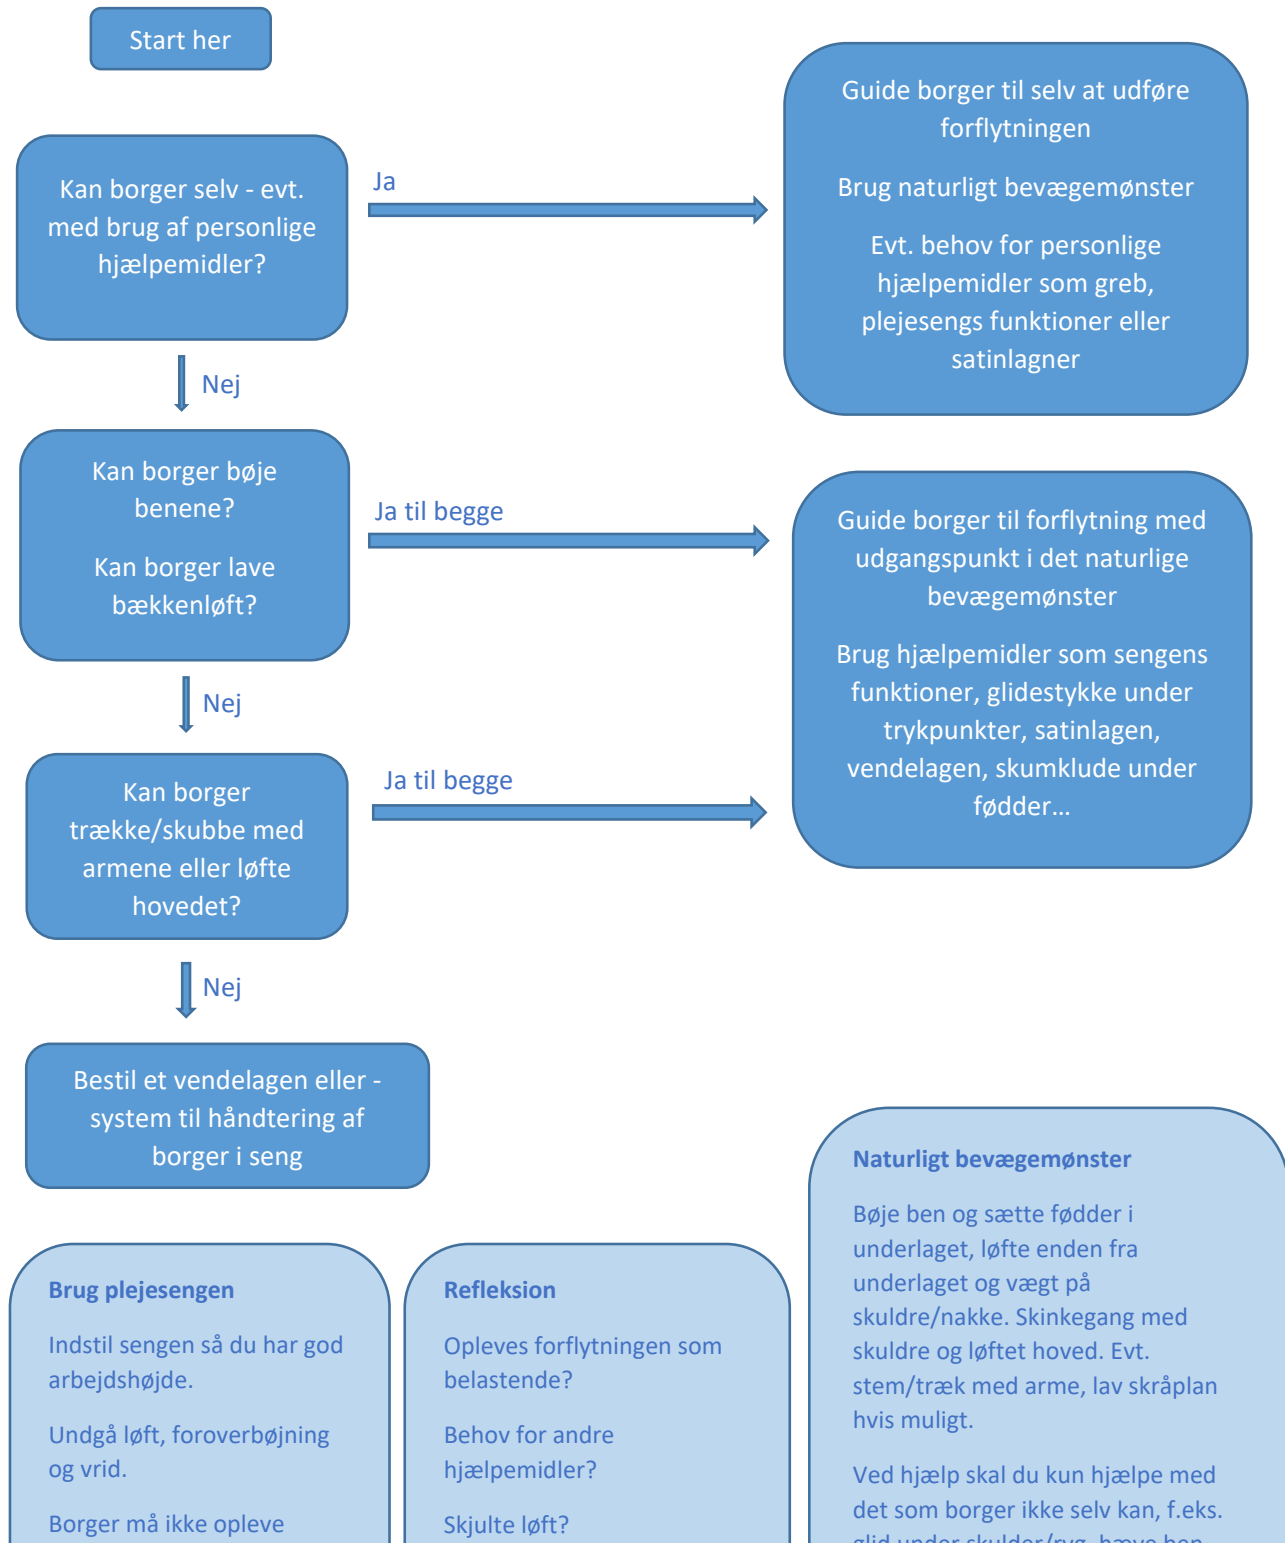 Start her
Kan borger selv - evt.
med brug af personlige
hjælpemidler?
Ja
Guide borger til selv at udføre
forflytningen
Brug naturligt bevægemønster
Evt. behov for personlige
hjælpemidler som greb,
plejesengs funktioner eller
satinlagner
Nej
Kan borger bøje
benene?
Kan borger lave
bækkenløft?
Ja til begge
Guide borger til forflytning med
udgangspunkt i det naturlige
bevægemønster
Brug hjælpemidler som sengens
funktioner, glidestykke under
trykpunkter, satinlagen,
vendelagen, skumklude under
fødder…
Nej
Kan borger
trække/skubbe med
armene eller løfte
hovedet?
Ja til begge
Nej
Bestil et vendelagen eller -
system til håndtering af
borger i seng
Brug plejesengen
Indstil sengen så du har god
arbejdshøjde.
Undgå løft, foroverbøjning
og vrid.
Borger må ikke opleve
Refleksion
Opleves forflytningen som
belastende?
Behov for andre
hjælpemidler?
Skjulte løft?
Naturligt bevægemønster
Bøje ben og sætte fødder i
underlaget, løfte enden fra
underlaget og vægt på
skuldre/nakke. Skinkegang med
skuldre og løftet hoved. Evt.
stem/træk med arme, lav skråplan
hvis muligt.
Ved hjælp skal du kun hjælpe med
det som borger ikke selv kan, f.eks.
glid under skulder/ryg, hæve ben